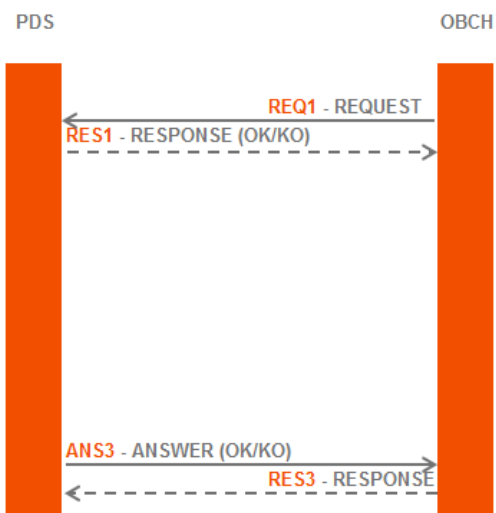 PDS
OBCH
REQ1 - REQUEST
RES1 - RESPONSE (OK/KO)
ANS3 - ANSWER (OK/KO)
RES3 - RESPONSE